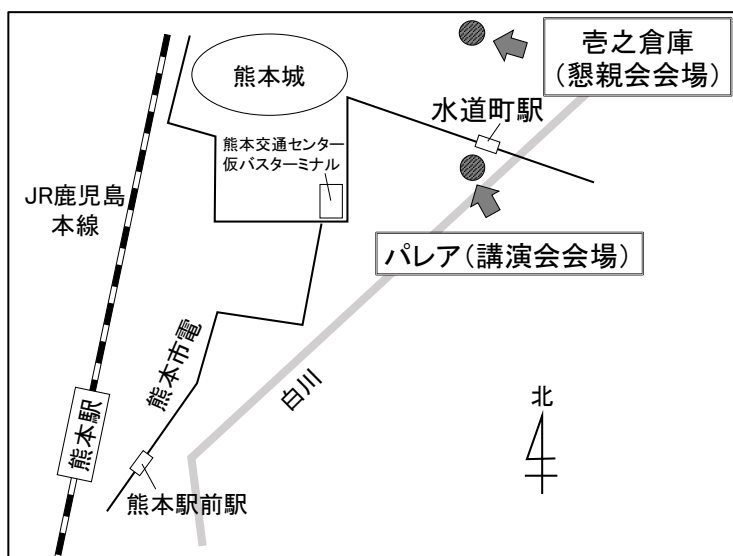 壱之倉庫
（懇親会会場）
熊本城
水道町駅
熊本交通センター
仮バスターミナル
JR鹿児島
本線
パレア（講演会会場）
熊本市電
白川
北
熊本駅
熊本駅前駅